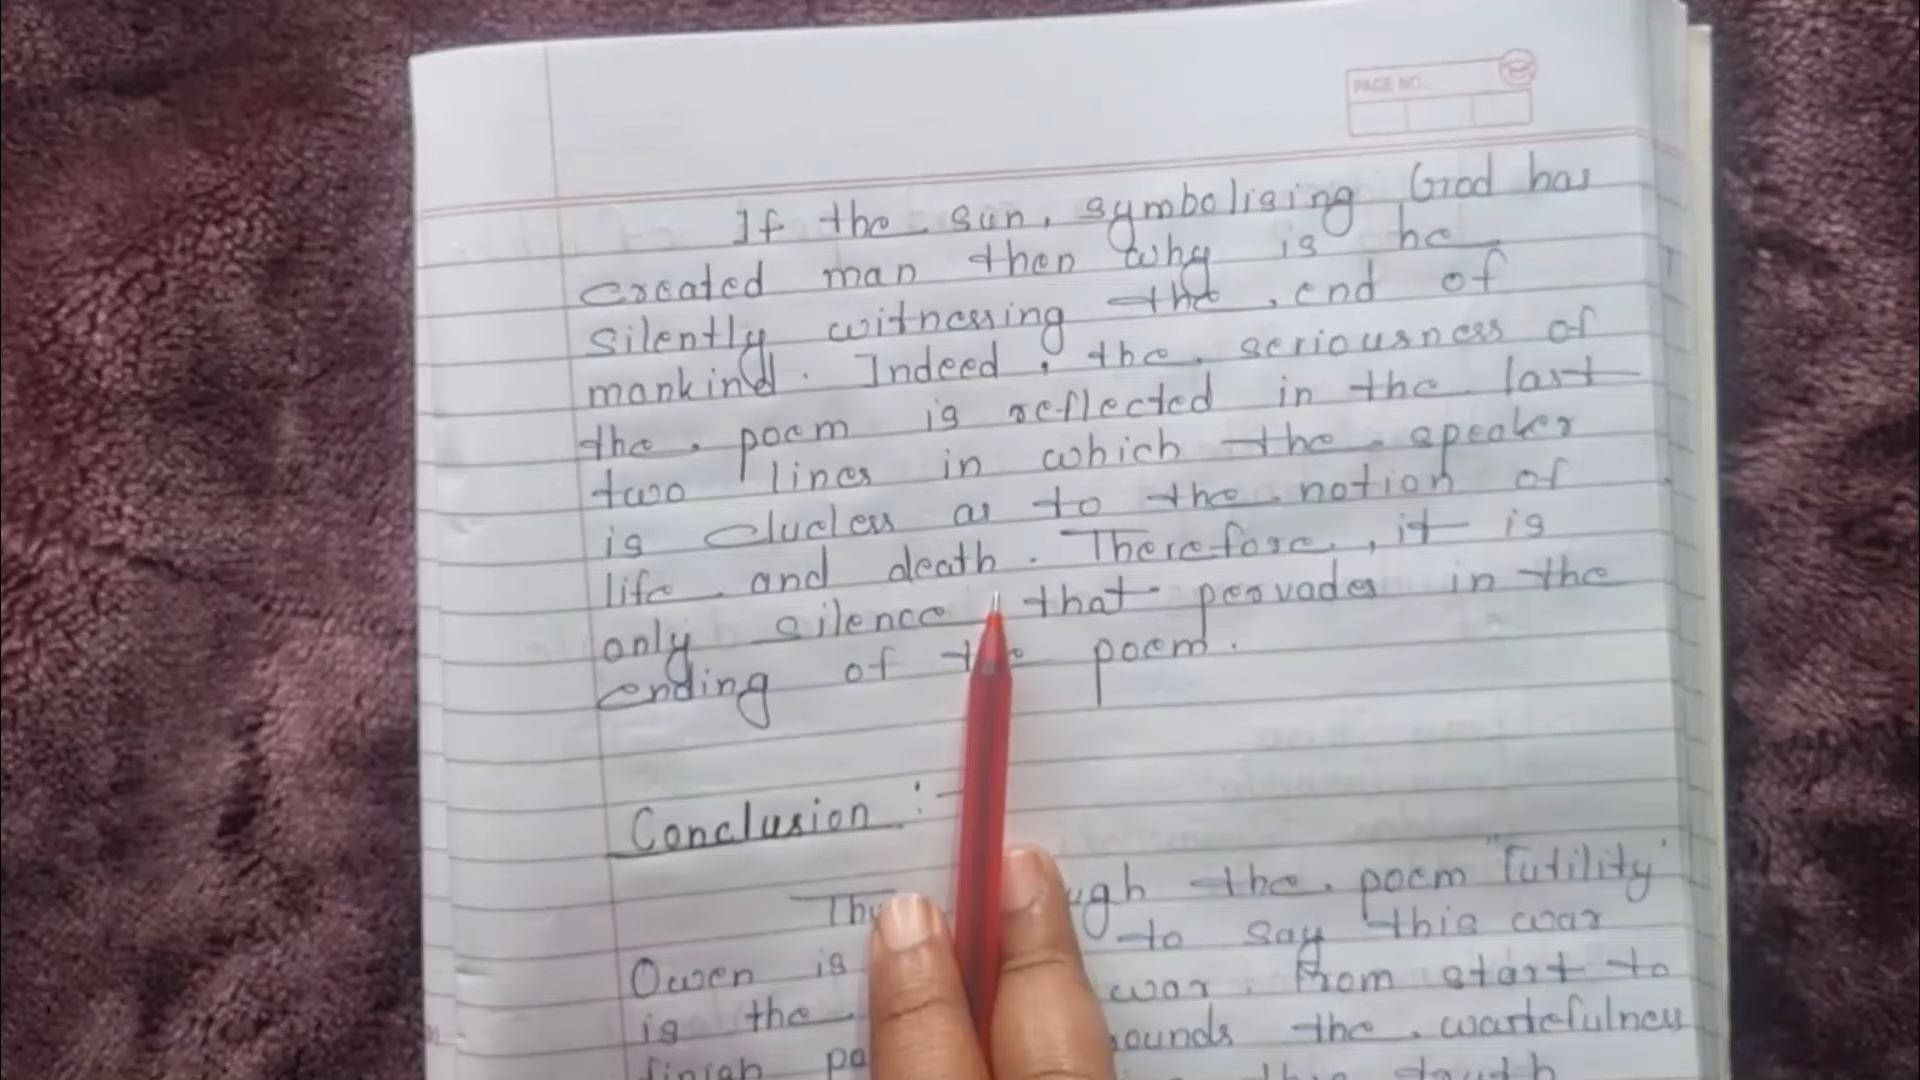 PAGE NO.
If the sun, symbolising God has
created man then why is he
silently witnessing the end of
mankind. Indeed, the seriousness of
the poem is reflected in the last
two lines in which the speaker
is clueless as to the notion of
life and death. Therefore, it is
only silence that pervades in the
ending of the poem.
Conclusion :-
the poem "Futility"
Owen is to say this war
is the war. From start to
finish the wastefulness